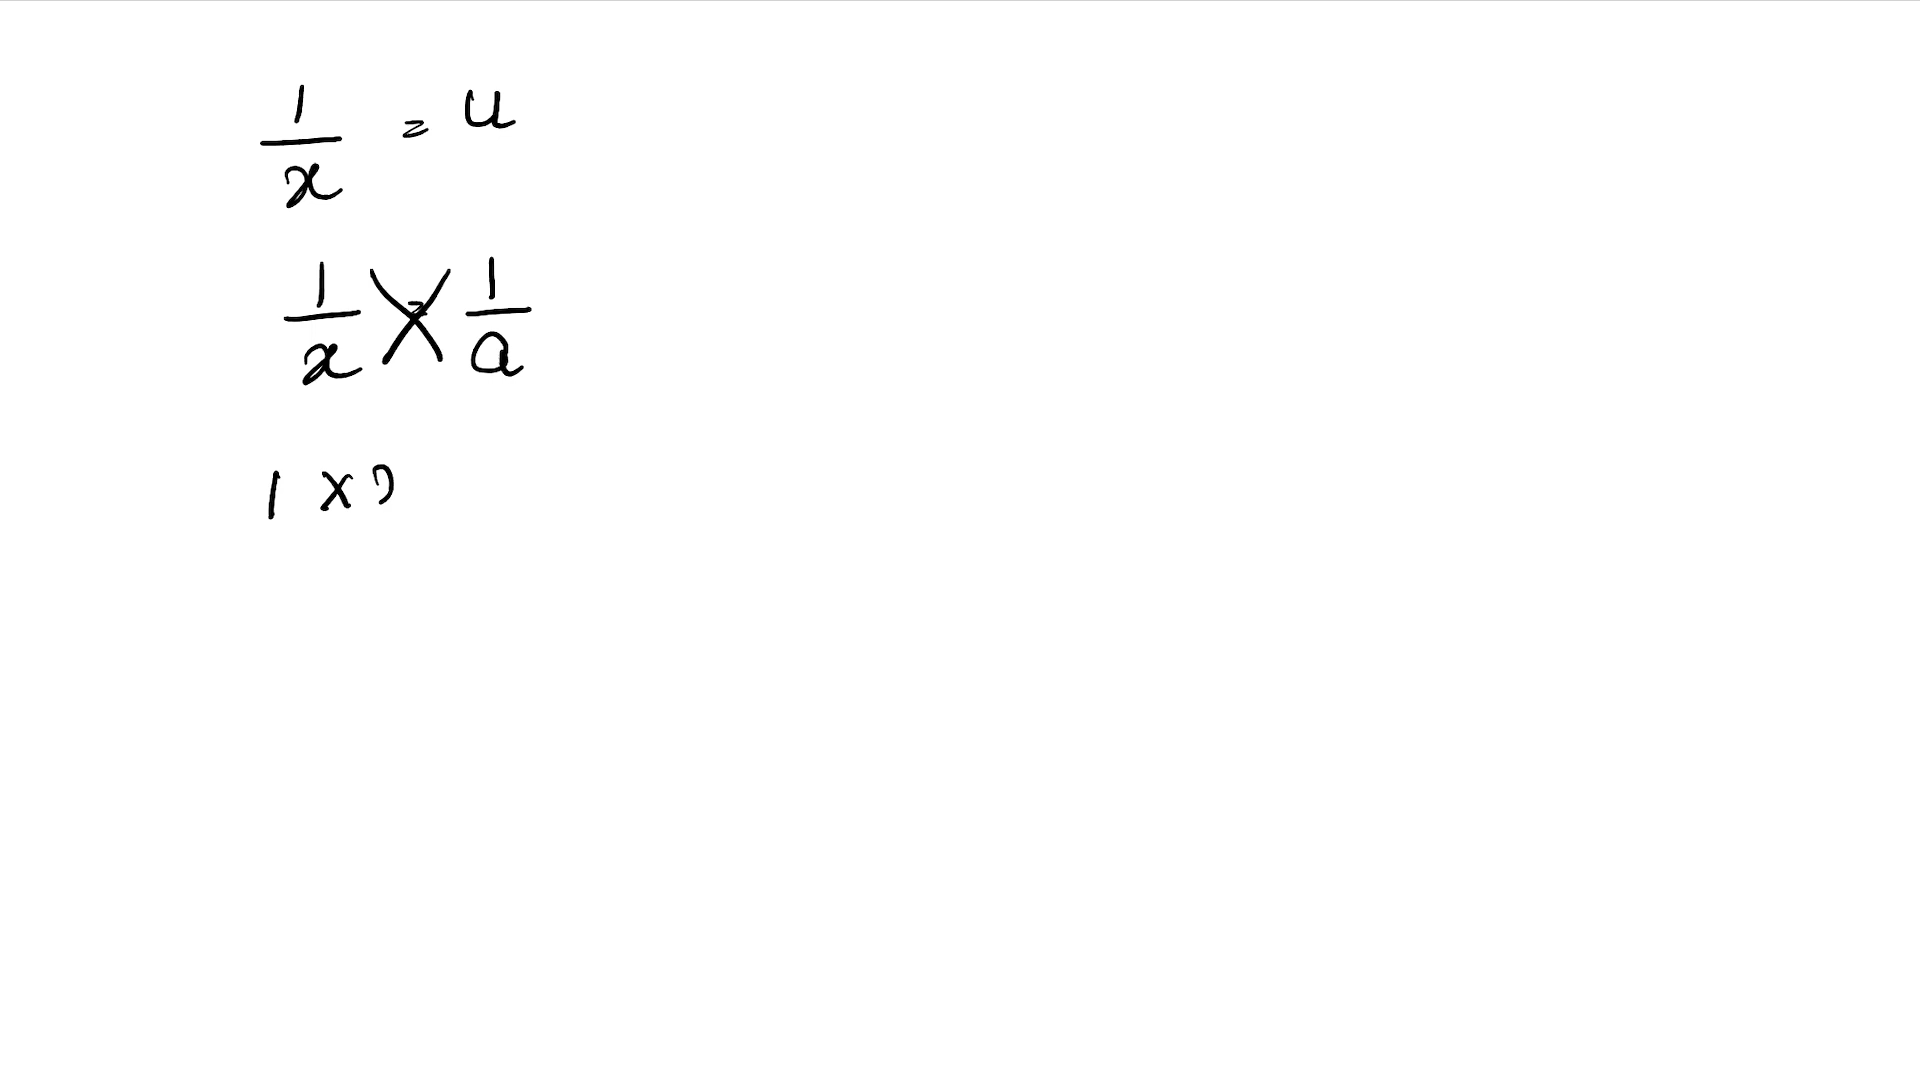 1/x = u
1/x = 1/a
1 ×